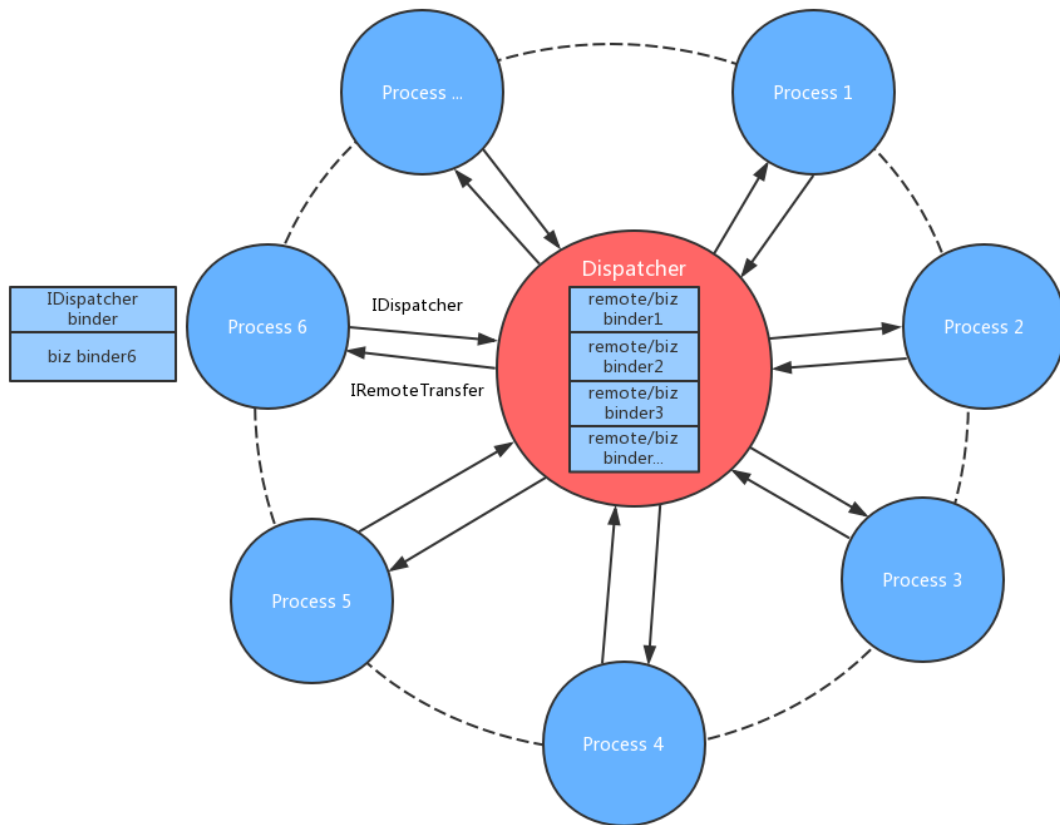 Process ...
Process 1
Dispatcher
remote/biz
binder1
remote/biz
binder2
remote/biz
binder3
remote/biz
binder...
IDispatcher
binder
biz binder6
Process 6
IDispatcher
IRemoteTransfer
Process 2
Process 3
Process 5
Process 4